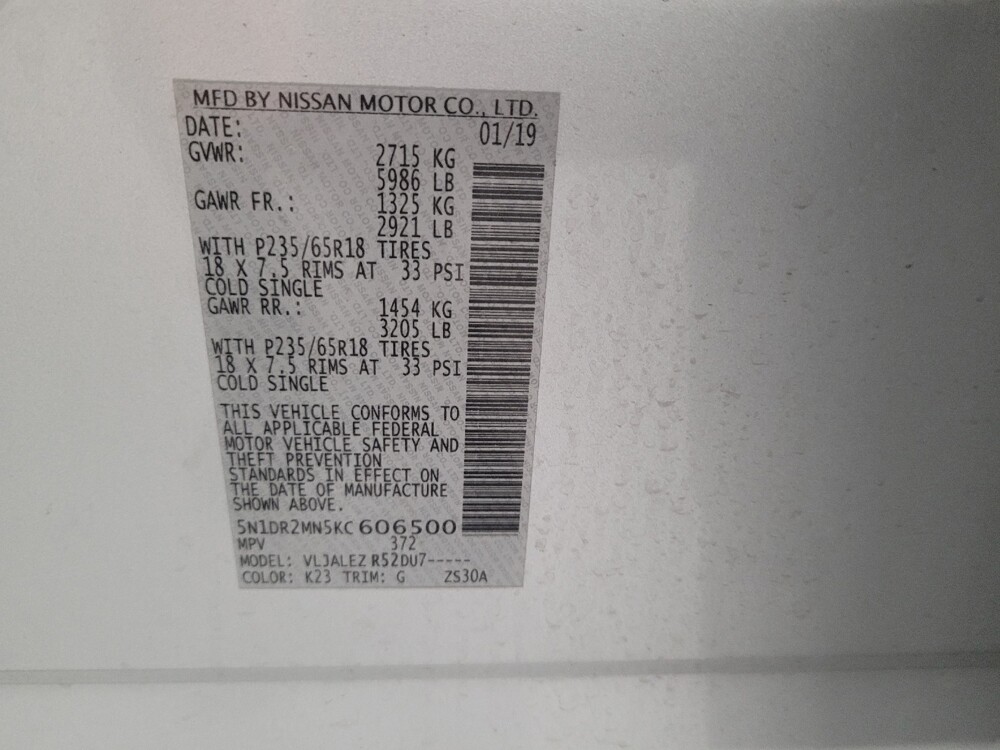 MFD BY NISSAN MOTOR CO., LTD.
DATE: 01/19
GVWR: 2715 KG
5986 LB
GAWR FR.: 1325 KG
2921 LB
WITH P235/65R18 TIRES
18 X 7.5 RIMS AT 33 PSI
COLD SINGLE
GAWR RR.: 1454 KG
3205 LB
WITH P235/65R18 TIRES
18 X 7.5 RIMS AT 33 PSI
COLD SINGLE
THIS VEHICLE CONFORMS TO
ALL APPLICABLE FEDERAL
MOTOR VEHICLE SAFETY AND
THEFT PREVENTION
STANDARDS IN EFFECT ON
THE DATE OF MANUFACTURE
SHOWN ABOVE.
5N1DR2MN5KC606500
MPV 372
MODEL: VLJALEZ R52DU7-----
COLOR: K23 TRIM: G ZS30A